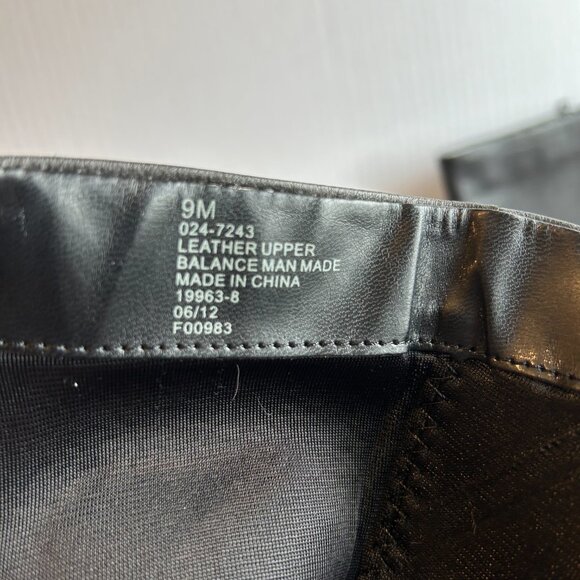 9M
024-7243
LEATHER UPPER
BALANCE MAN MADE
MADE IN CHINA
19963-8
06/12
F00983